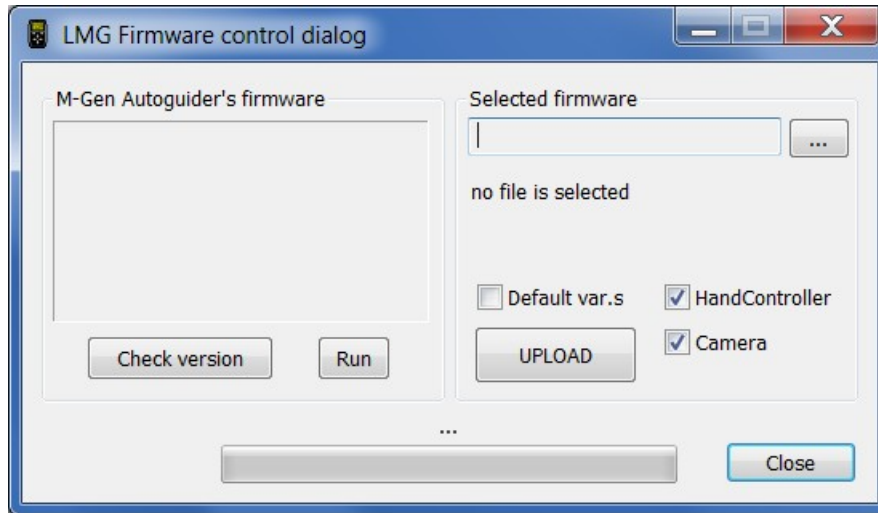 LMG Firmware control dialog
M-Gen Autoguider's firmware
Check version
Run
Selected firmware
...
no file is selected
Default var.s
HandController
UPLOAD
Camera
...
Close